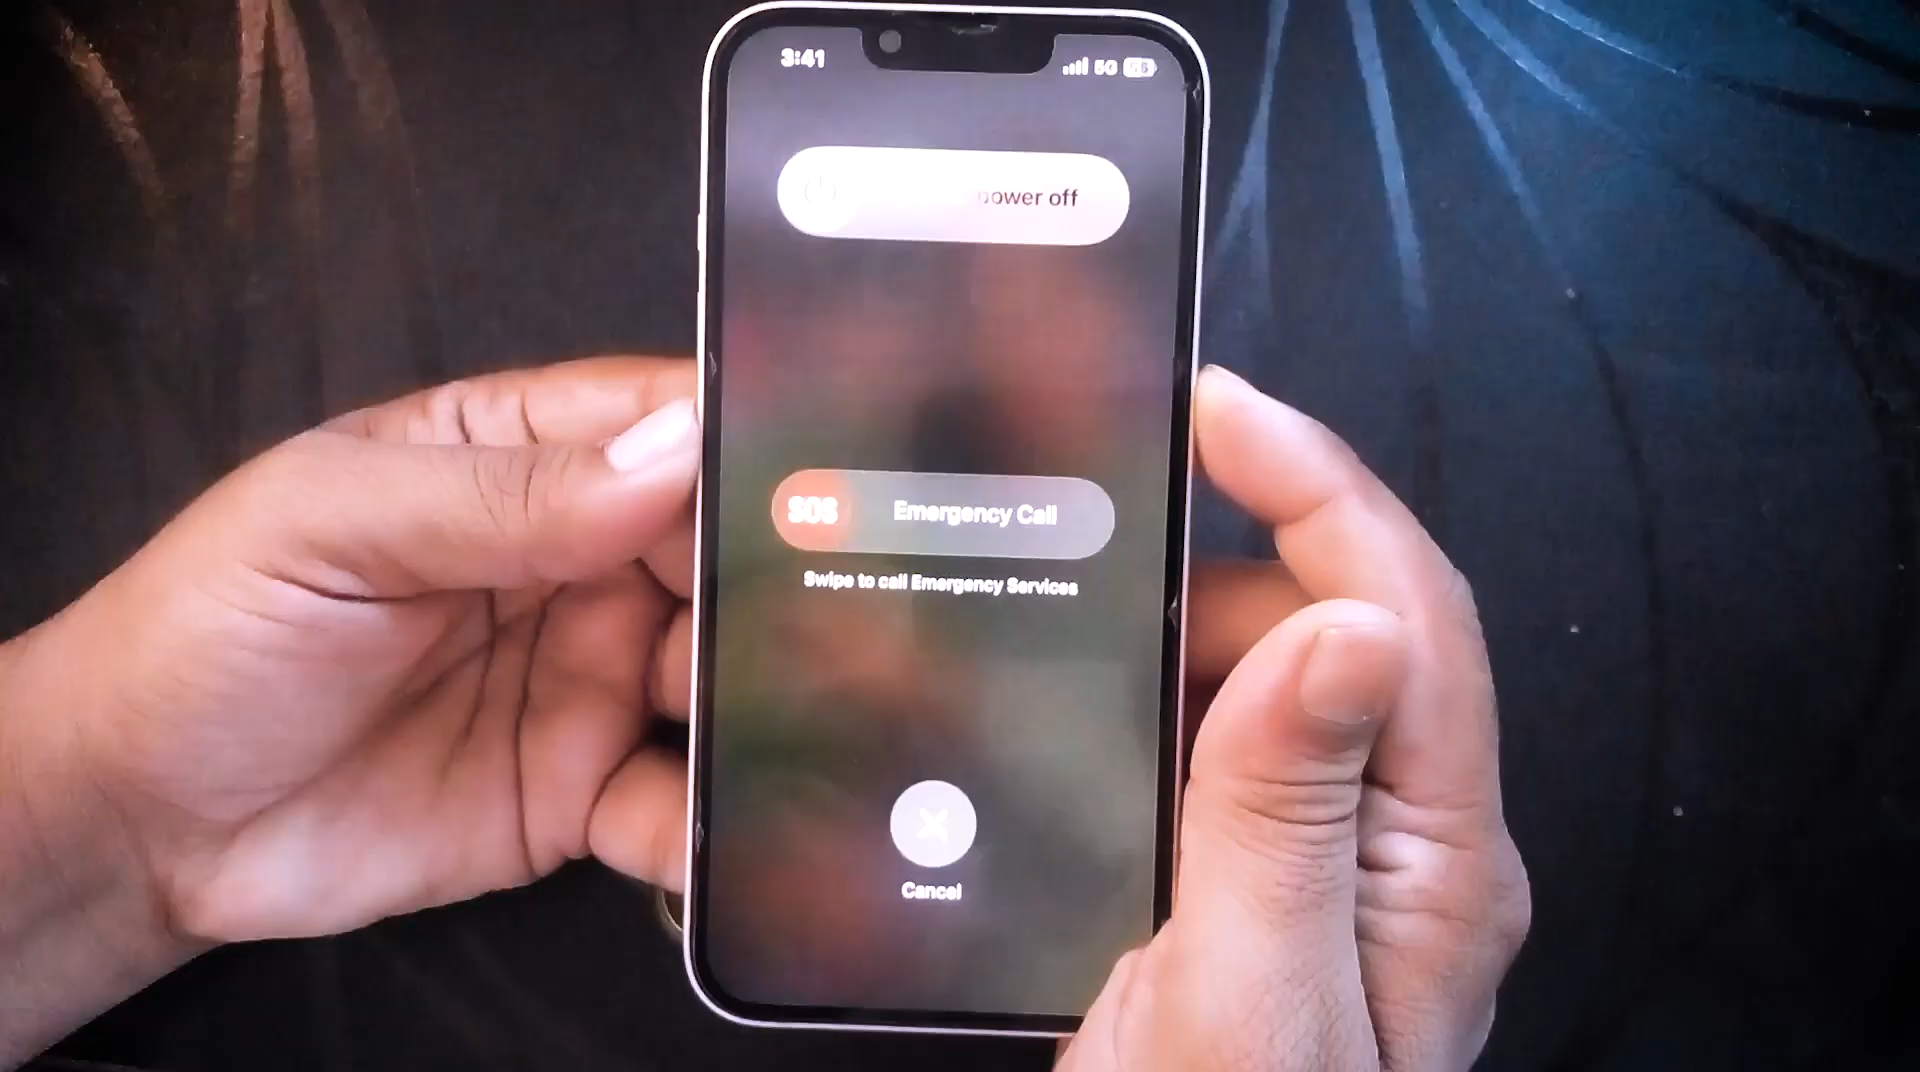 3:41
5G
power off
SOS
Emergency Call
Swipe to call Emergency Services
Cancel